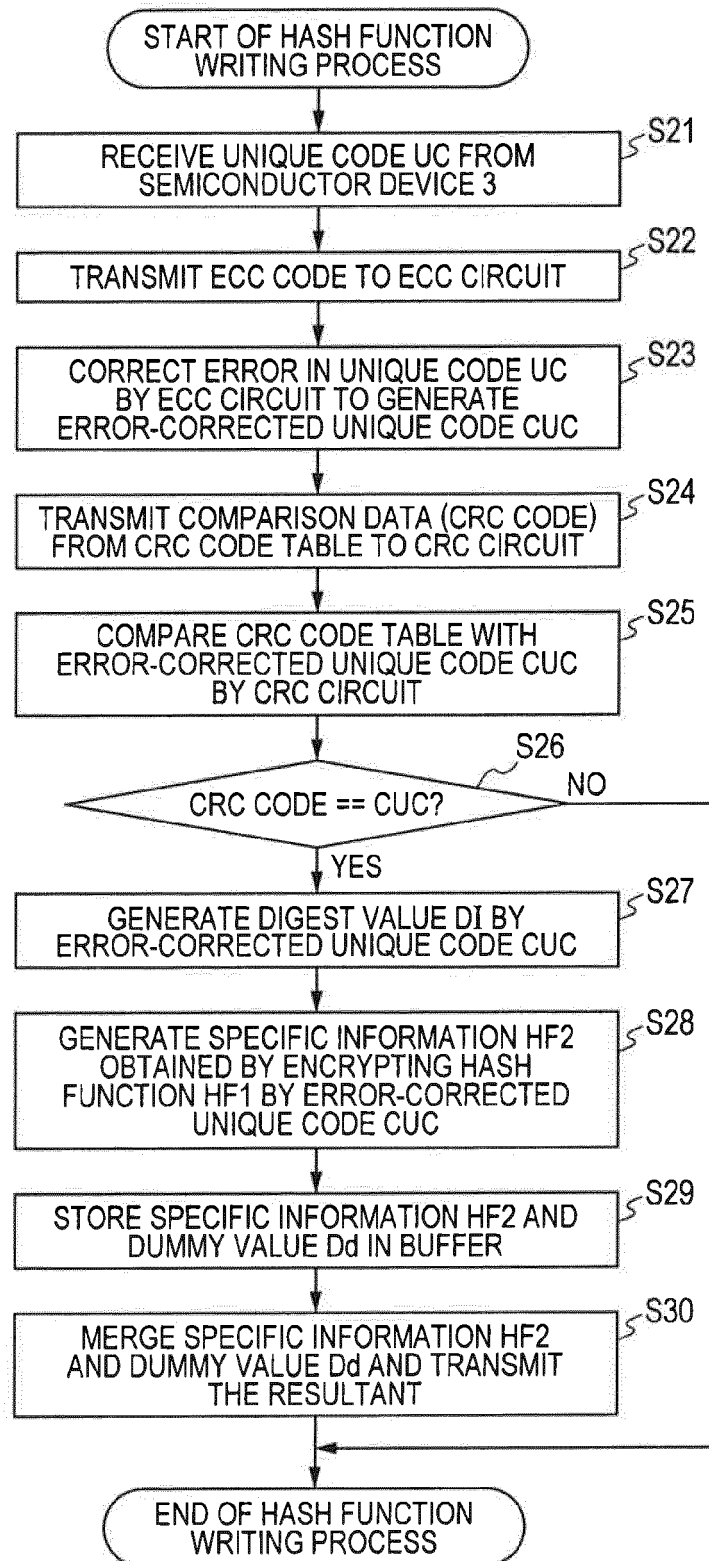 START OF HASH FUNCTION
WRITING PROCESS
S21
RECEIVE UNIQUE CODE UC FROM
SEMICONDUCTOR DEVICE 3
S22
TRANSMIT ECC CODE TO ECC CIRCUIT
S23
CORRECT ERROR IN UNIQUE CODE UC
BY ECC CIRCUIT TO GENERATE
ERROR-CORRECTED UNIQUE CODE CUC
S24
TRANSMIT COMPARISON DATA (CRC CODE)
FROM CRC CODE TABLE TO CRC CIRCUIT
S25
COMPARE CRC CODE TABLE WITH
ERROR-CORRECTED UNIQUE CODE CUC
BY CRC CIRCUIT
S26
CRC CODE == CUC?
NO
YES
S27
GENERATE DIGEST VALUE DI BY
ERROR-CORRECTED UNIQUE CODE CUC
S28
GENERATE SPECIFIC INFORMATION HF2
OBTAINED BY ENCRYPTING HASH
FUNCTION HF1 BY ERROR-CORRECTED
UNIQUE CODE CUC
S29
STORE SPECIFIC INFORMATION HF2 AND
DUMMY VALUE Dd IN BUFFER
S30
MERGE SPECIFIC INFORMATION HF2
AND DUMMY VALUE Dd AND TRANSMIT
THE RESULTANT
END OF HASH FUNCTION
WRITING PROCESS